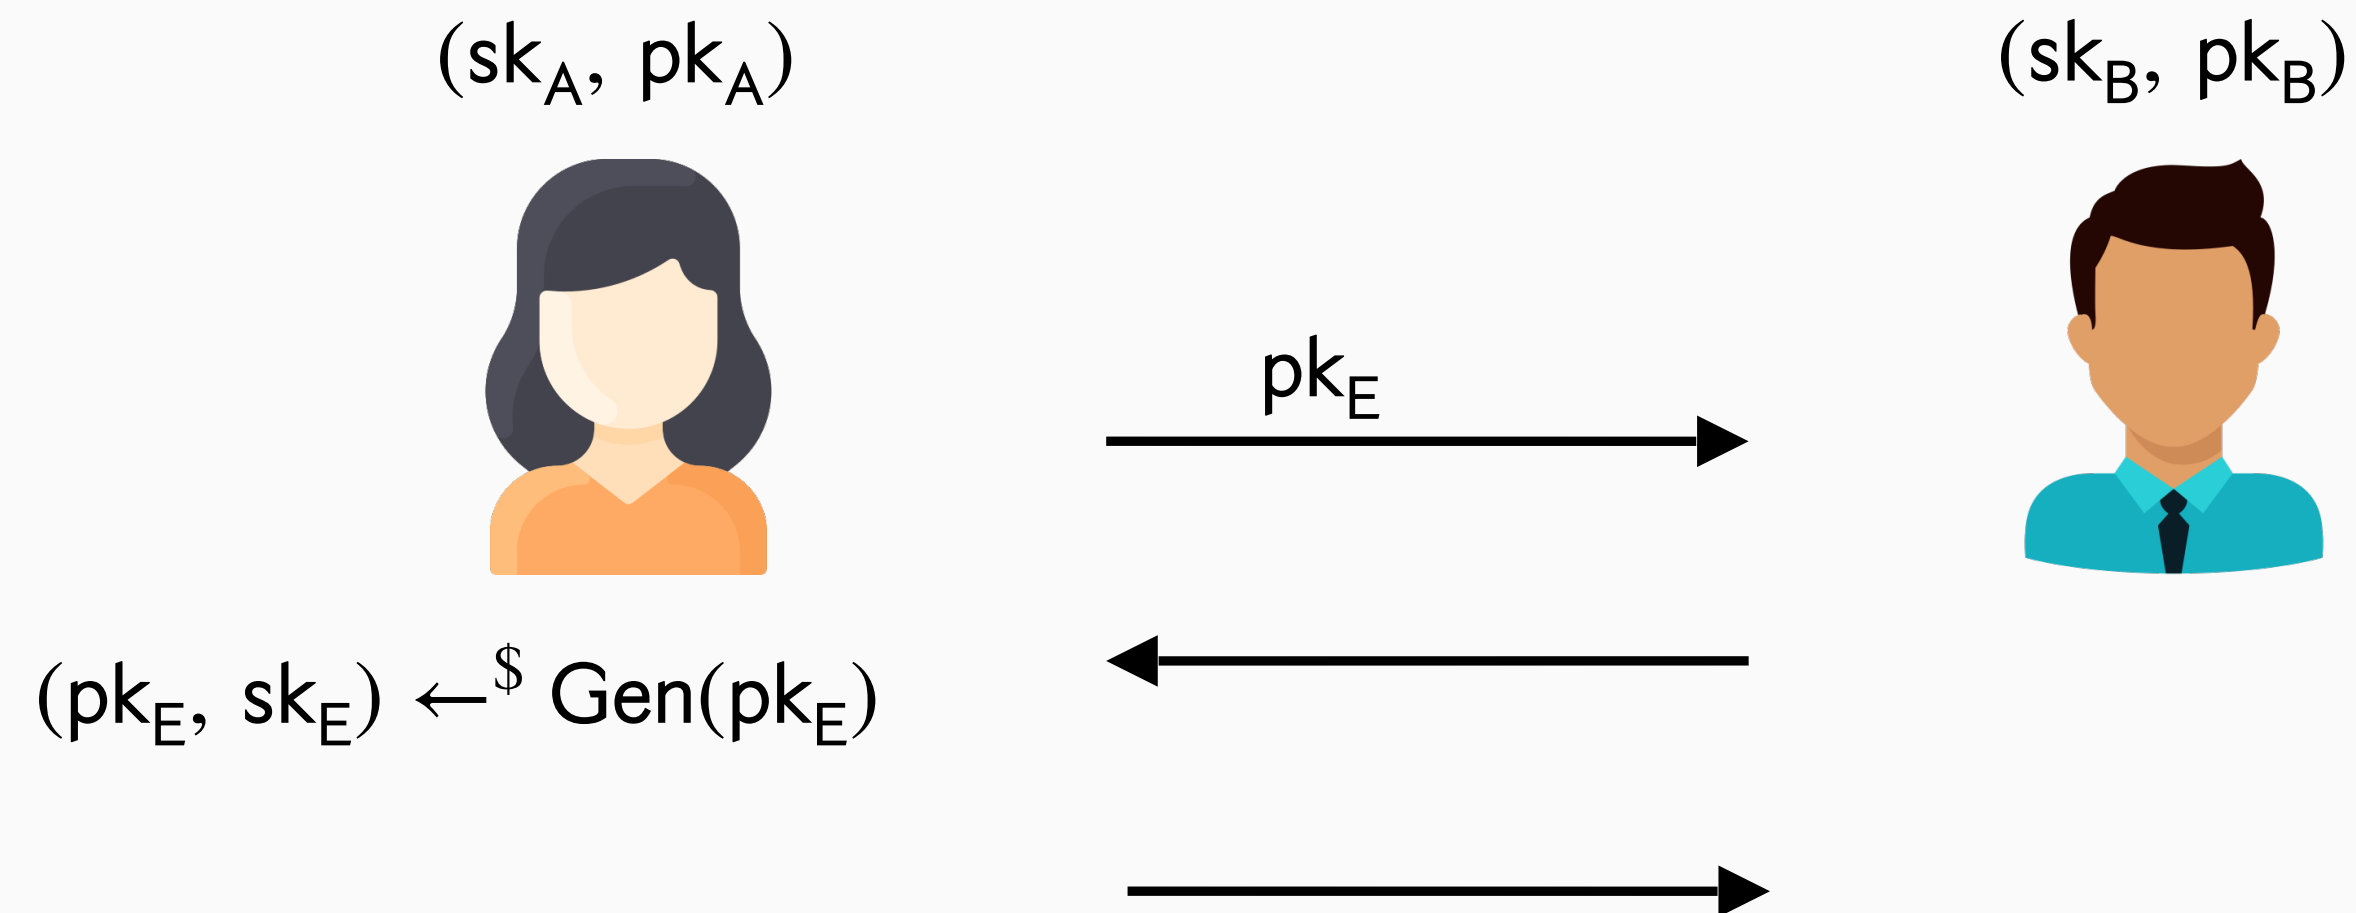 (sk_A, pk_A)
(sk_B, pk_B)
pk_E
(pk_E, sk_E) ←$ Gen(pk_E)